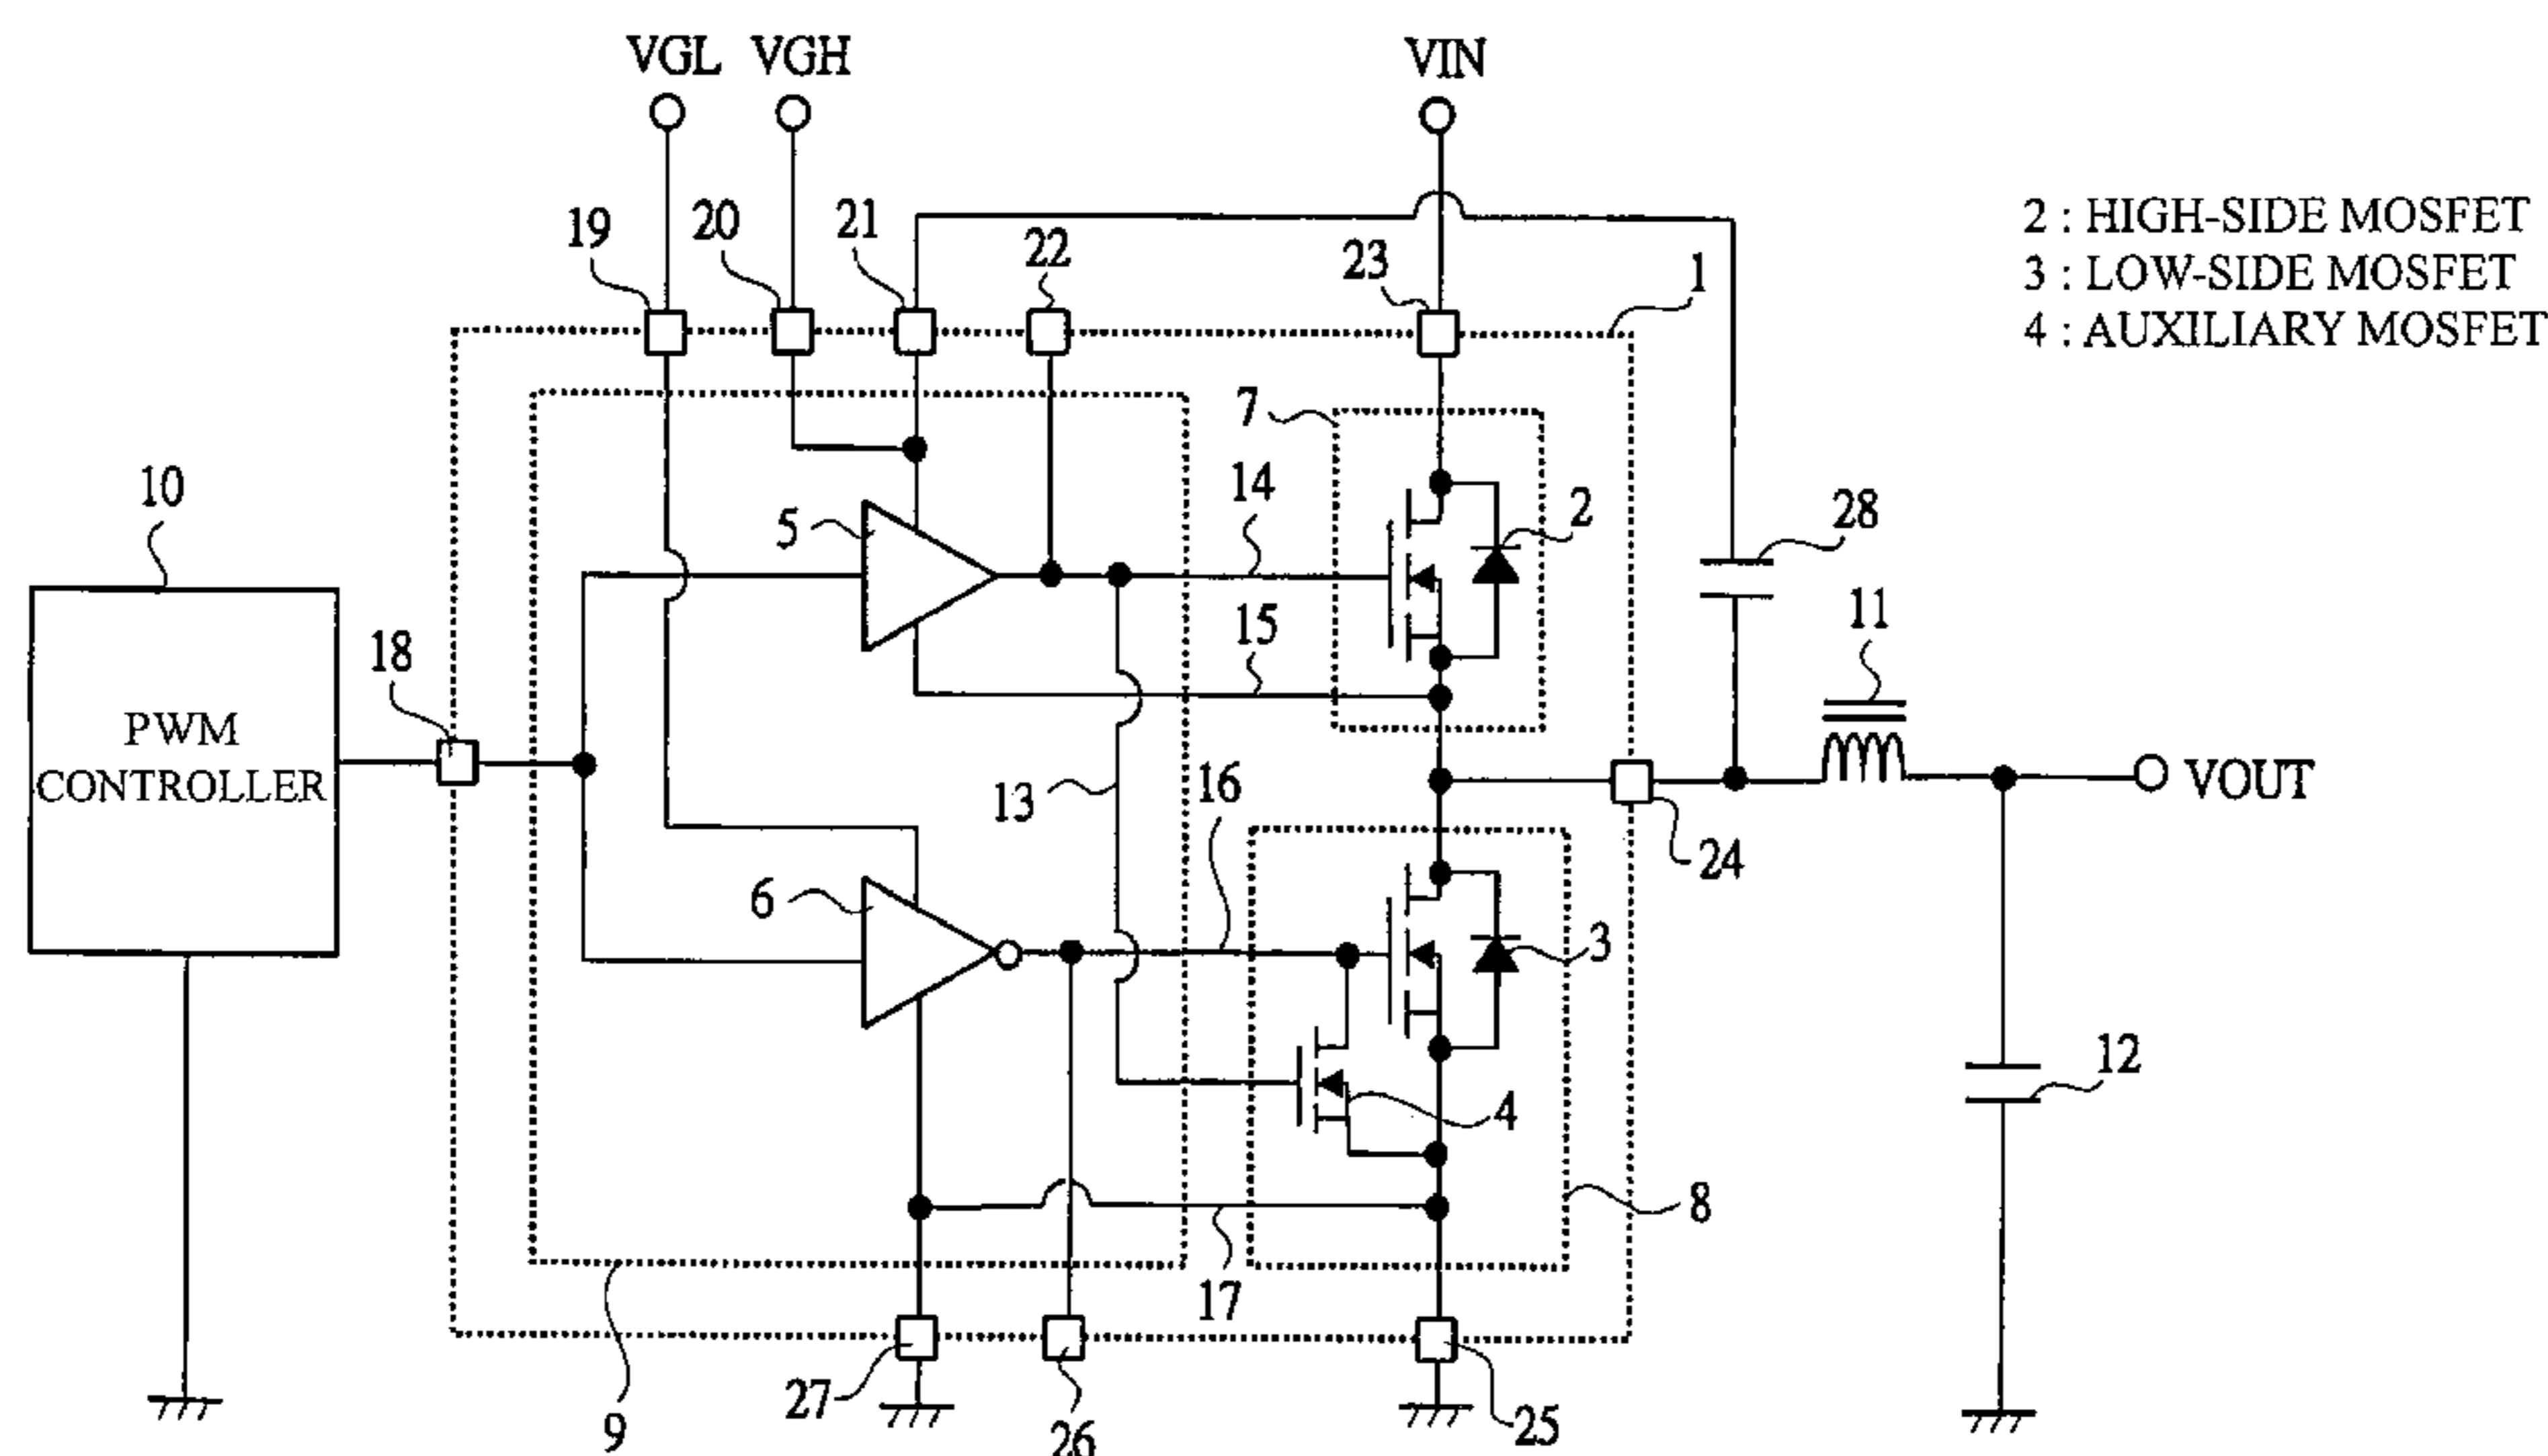 VGL VGH VIN
19 20 21 22 23 1
2 : HIGH-SIDE MOSFET
3 : LOW-SIDE MOSFET
4 : AUXILIARY MOSFET
7
10 5 14 2 28
15 11
18
PWM
CONTROLLER
13 16 24
VOUT
6 3
4 12
8
17
9 27 26 25